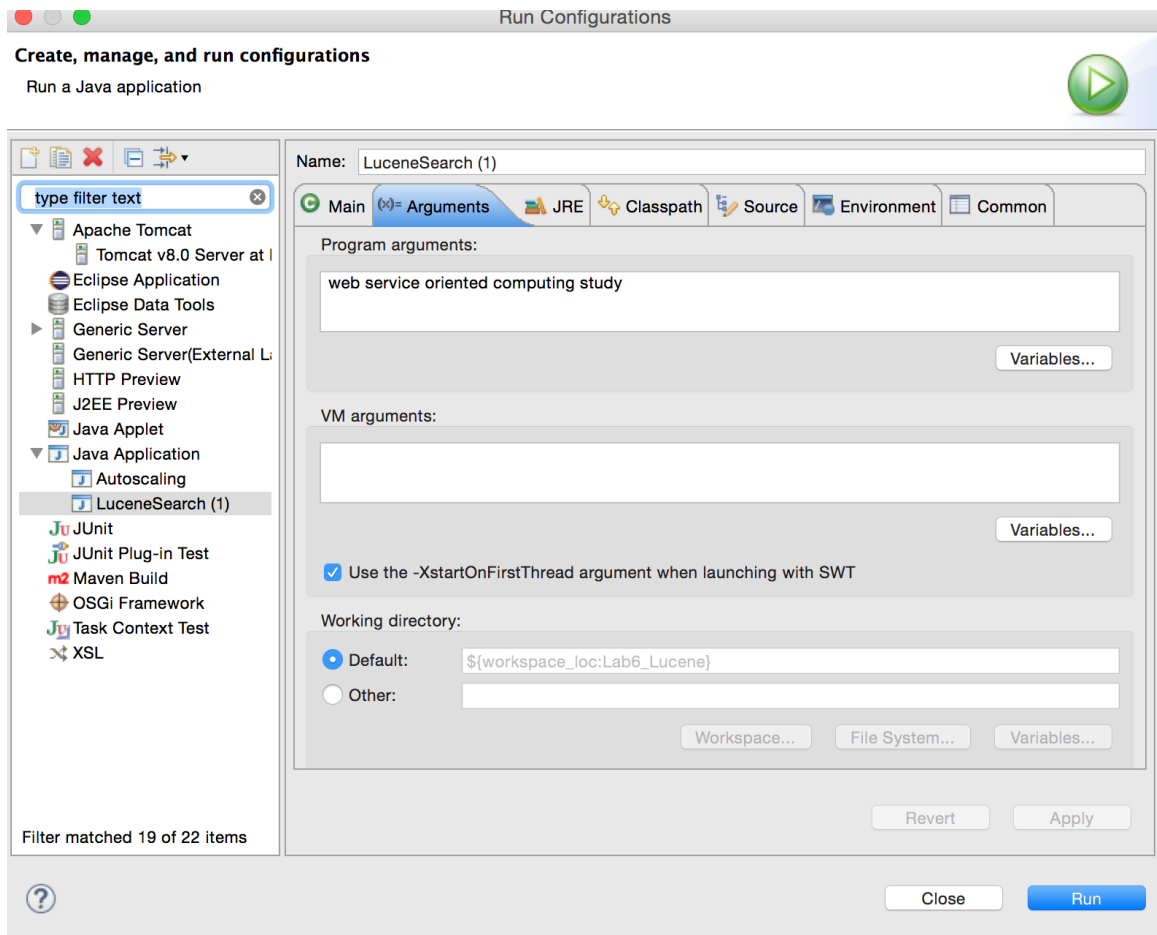 Run Configurations
Create, manage, and run configurations
Run a Java application
type filter text
Apache Tomcat
Tomcat v8.0 Server at l
Eclipse Application
Eclipse Data Tools
Generic Server
Generic Server(External La
HTTP Preview
J2EE Preview
Java Applet
Java Application
Autoscaling
LuceneSearch (1)
JUnit
JUnit Plug-in Test
Maven Build
OSGi Framework
Task Context Test
XSL
Filter matched 19 of 22 items
Name: LuceneSearch (1)
Main (x)= Arguments JRE Classpath Source Environment Common
Program arguments:
web service oriented computing study
Variables...
VM arguments:
Variables...
Use the -XstartOnFirstThread argument when launching with SWT
Working directory:
Default: ${workspace_loc:Lab6_Lucene}
Other:
Workspace... File System... Variables...
Revert Apply
Close Run